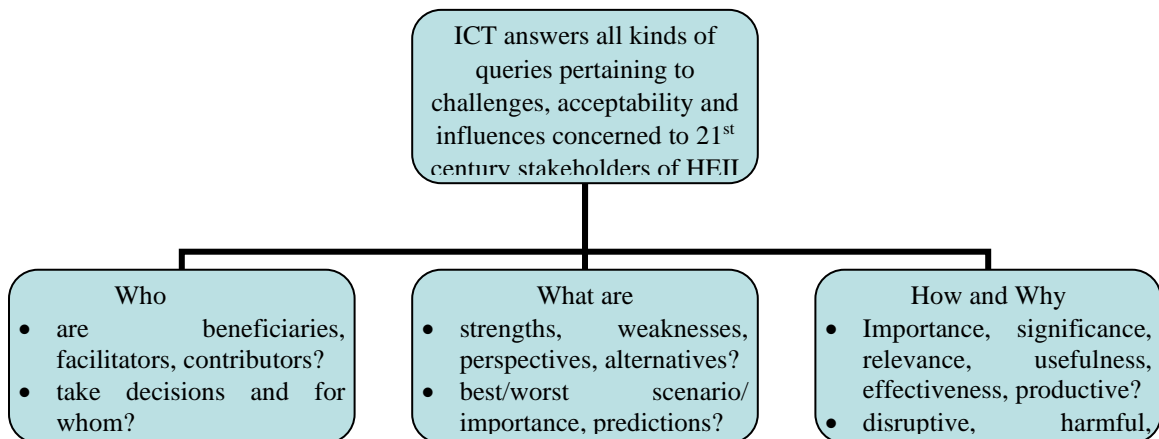 ICT answers all kinds of
queries pertaining to
challenges, acceptability and
influences concerned to 21st
century stakeholders of HEII
Who
• are beneficiaries,
facilitators, contributors?
• take decisions and for
whom?
What are
• strengths, weaknesses,
perspectives, alternatives?
• best/worst scenario/
importance, predictions?
How and Why
• Importance, significance,
relevance, usefulness,
effectiveness, productive?
• disruptive, harmful,